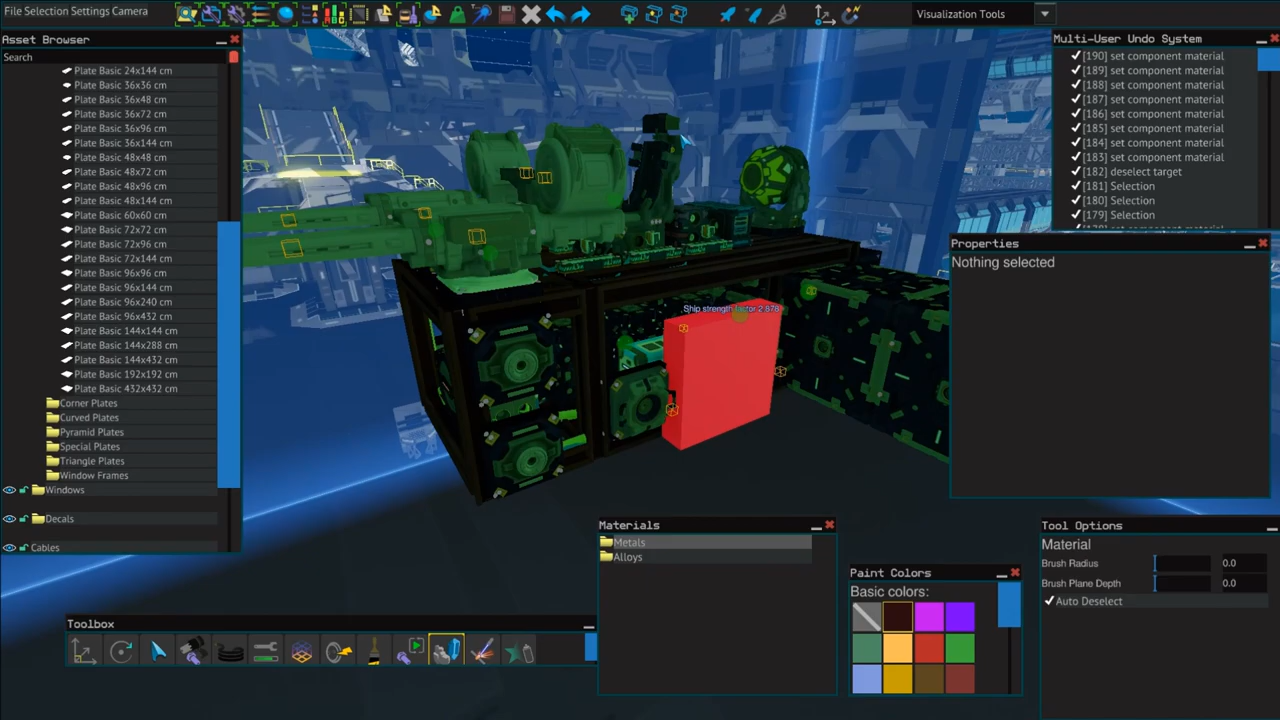 File Selection Settings Camera
Visualization Tools
Asset Browser
Search
Plate Basic 24x144 cm
Plate Basic 36x36 cm
Plate Basic 36x48 cm
Plate Basic 36x72 cm
Plate Basic 36x96 cm
Plate Basic 36x144 cm
Plate Basic 48x48 cm
Plate Basic 48x72 cm
Plate Basic 48x96 cm
Plate Basic 48x144 cm
Plate Basic 60x60 cm
Plate Basic 72x72 cm
Plate Basic 72x96 cm
Plate Basic 72x144 cm
Plate Basic 96x96 cm
Plate Basic 96x144 cm
Plate Basic 96x240 cm
Plate Basic 96x432 cm
Plate Basic 144x144 cm
Plate Basic 144x288 cm
Plate Basic 144x432 cm
Plate Basic 192x192 cm
Plate Basic 432x432 cm
Corner Plates
Curved Plates
Pyramid Plates
Special Plates
Triangle Plates
Window Frames
Windows
Decals
Cables
Multi-User Undo System
[190] set component material
[189] set component material
[188] set component material
[187] set component material
[186] set component material
[185] set component material
[184] set component material
[183] set component material
[182] deselect target
[181] Selection
[180] Selection
[179] Selection
Properties
Nothing selected
Ship strength factor 2.878
Materials
Metals
Alloys
Paint Colors
Basic colors:
Tool Options
Material
Brush Radius 0.0
Brush Plane Depth 0.0
Auto Deselect
Toolbox